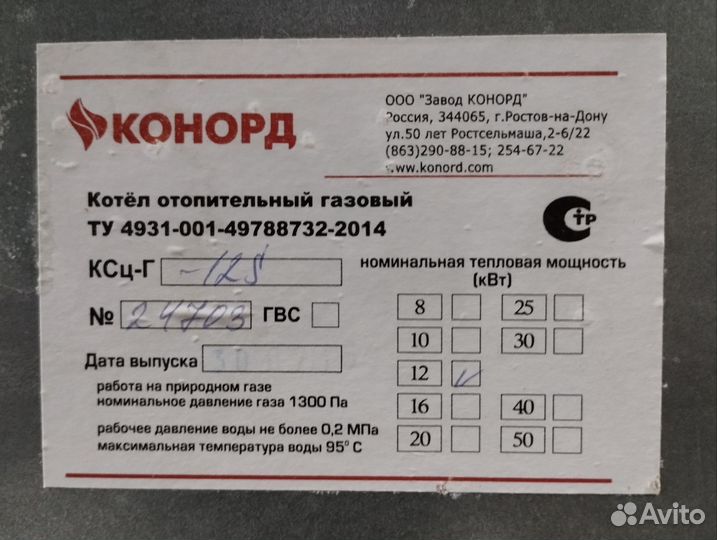 КОНОРД
ООО "Завод КОНОРД"
Россия, 344065, г.Ростов-на-Дону
ул.50 лет Ростсельмаша,2-6/22
(863)290-88-15; 254-67-22
www.konord.com
Котёл отопительный газовый
ТУ 4931-001-49788732-2014
Стр
КСц-Г -12S
№ 24703 ГВС
Дата выпуска
работа на природном газе
номинальное давление газа 1300 Па
рабочее давление воды не более 0,2 МПа
максимальная температура воды 95° С
номинальная тепловая мощность
(кВт)
8 25
10 30
12
16 40
20 50
Avito